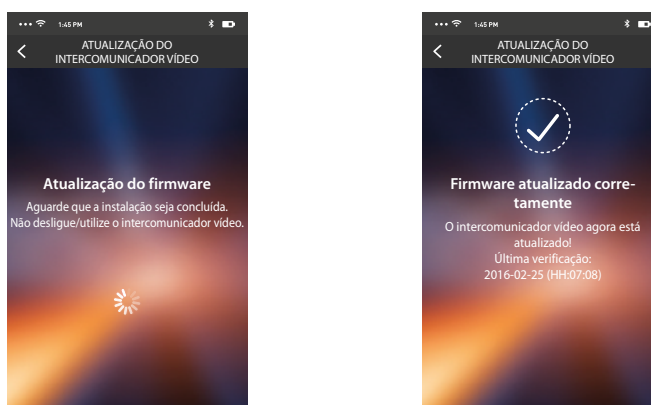 1:45 PM
ATUALIZAÇÃO DO
INTERCOMUNICADOR VÍDEO
Atualização do firmware
Aguarde que a instalação seja concluída.
Não desligue/utilize o intercomunicador vídeo.
1:45 PM
ATUALIZAÇÃO DO
INTERCOMUNICADOR VÍDEO
Firmware atualizado corre-
tamente
O intercomunicador vídeo agora está
atualizado!
Última verificação:
2016-02-25 (HH:07:08)